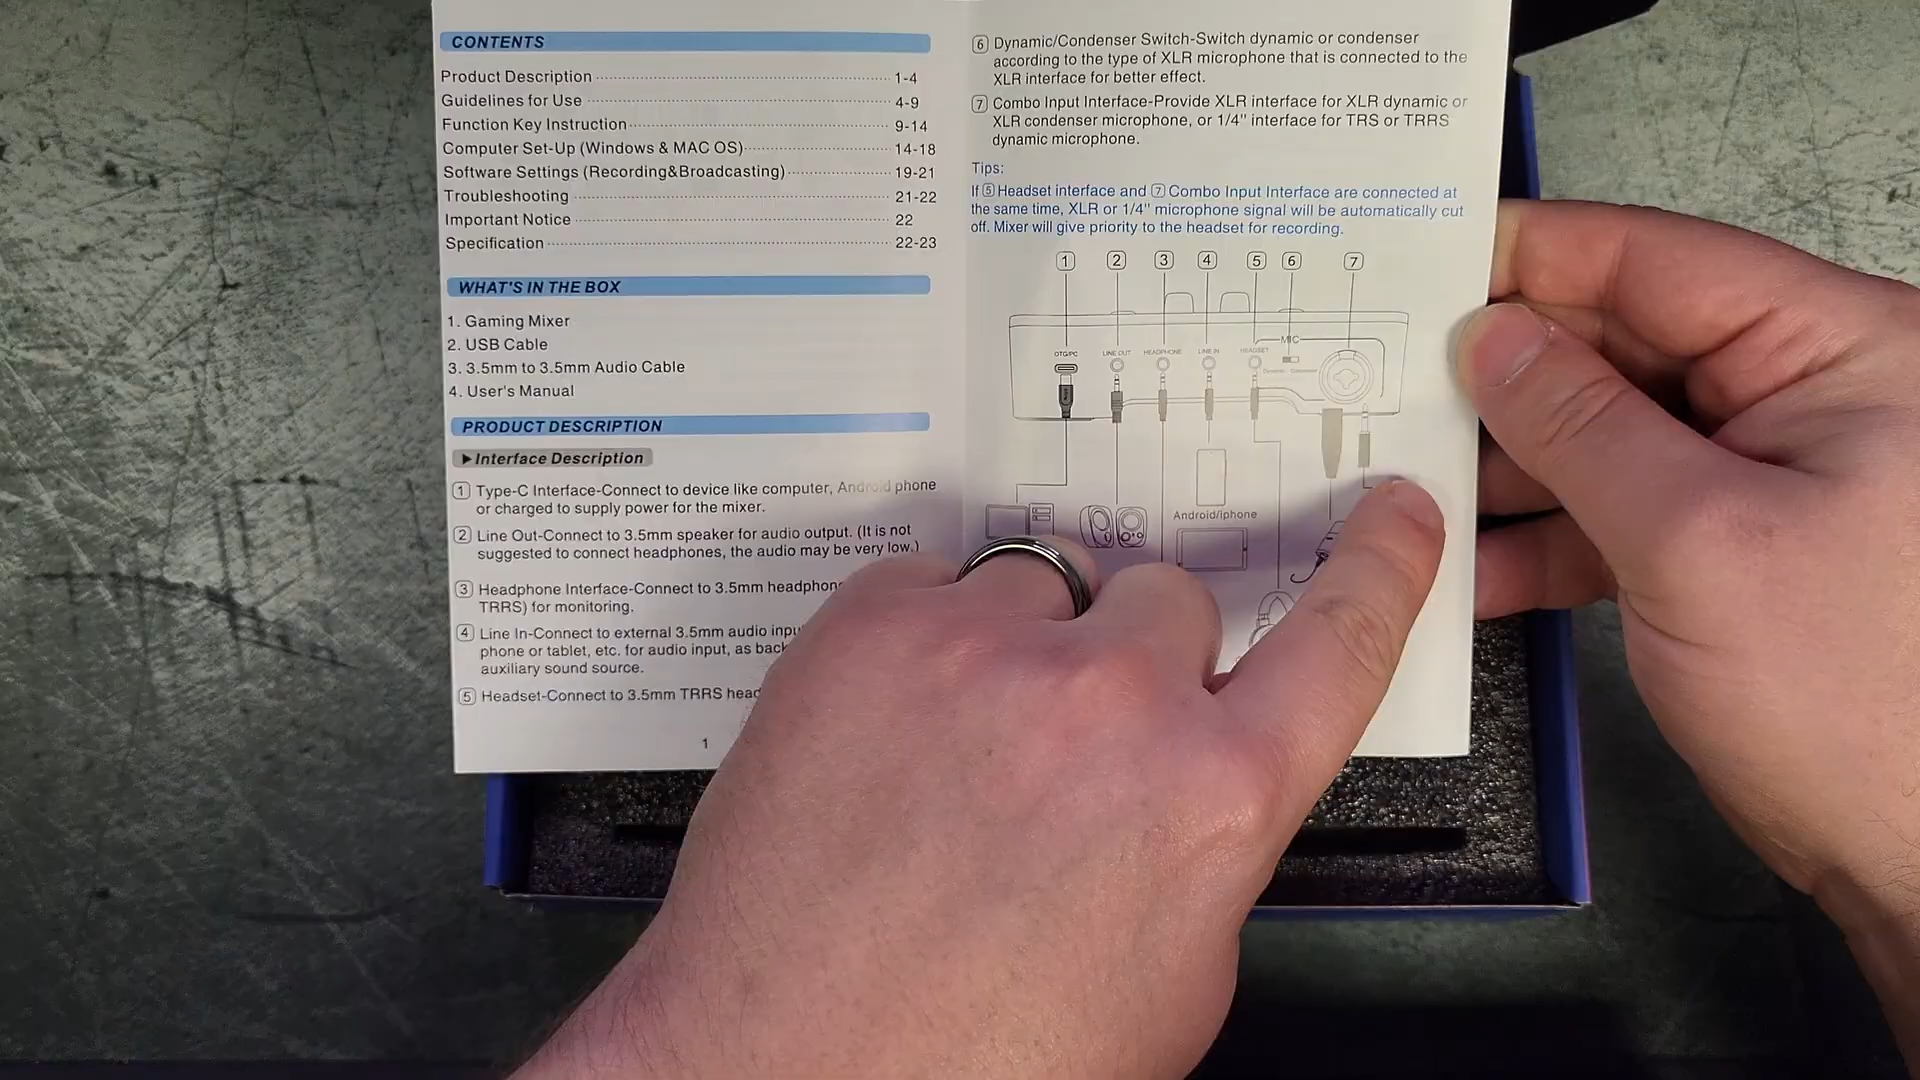 CONTENTS
Product Description 1-4
Guidelines for Use 4-9
Function Key Instruction 9-14
Computer Set-Up (Windows & MAC OS) 14-18
Software Settings (Recording&Broadcasting) 19-21
Troubleshooting 21-22
Important Notice 22
Specification 22-23
WHAT'S IN THE BOX
1. Gaming Mixer
2. USB Cable
3. 3.5mm to 3.5mm Audio Cable
4. User's Manual
PRODUCT DESCRIPTION
▶Interface Description
1 Type-C Interface-Connect to device like computer, Android phone
or charged to supply power for the mixer.
2 Line Out-Connect to 3.5mm speaker for audio output. (It is not
suggested to connect headphones, the audio may be very low.)
3 Headphone Interface-Connect to 3.5mm
TRRS) for monitoring.
4 Line In-Connect to external 3.5mm audio
phone or tablet, etc. for audio input, as
auxiliary sound source.
5 Headset-Connect to 3.5mm TRRS
1
6 Dynamic/Condenser Switch-Switch dynamic or condenser
according to the type of XLR microphone that is connected to the
XLR interface for better effect.
7 Combo Input Interface-Provide XLR interface for XLR dynamic or
XLR condenser microphone, or 1/4" interface for TRS or TRRS
dynamic microphone.
Tips:
If 5 Headset interface and 7 Combo Input Interface are connected at
the same time, XLR or 1/4" microphone signal will be automatically cut
off. Mixer will give priority to the headset for recording.
1 2 3 4 5 6 7
MIC
OTG/PC LINE OUT HEADPHONE LINE IN HEADSET
Dynamic Condenser
Android/iphone